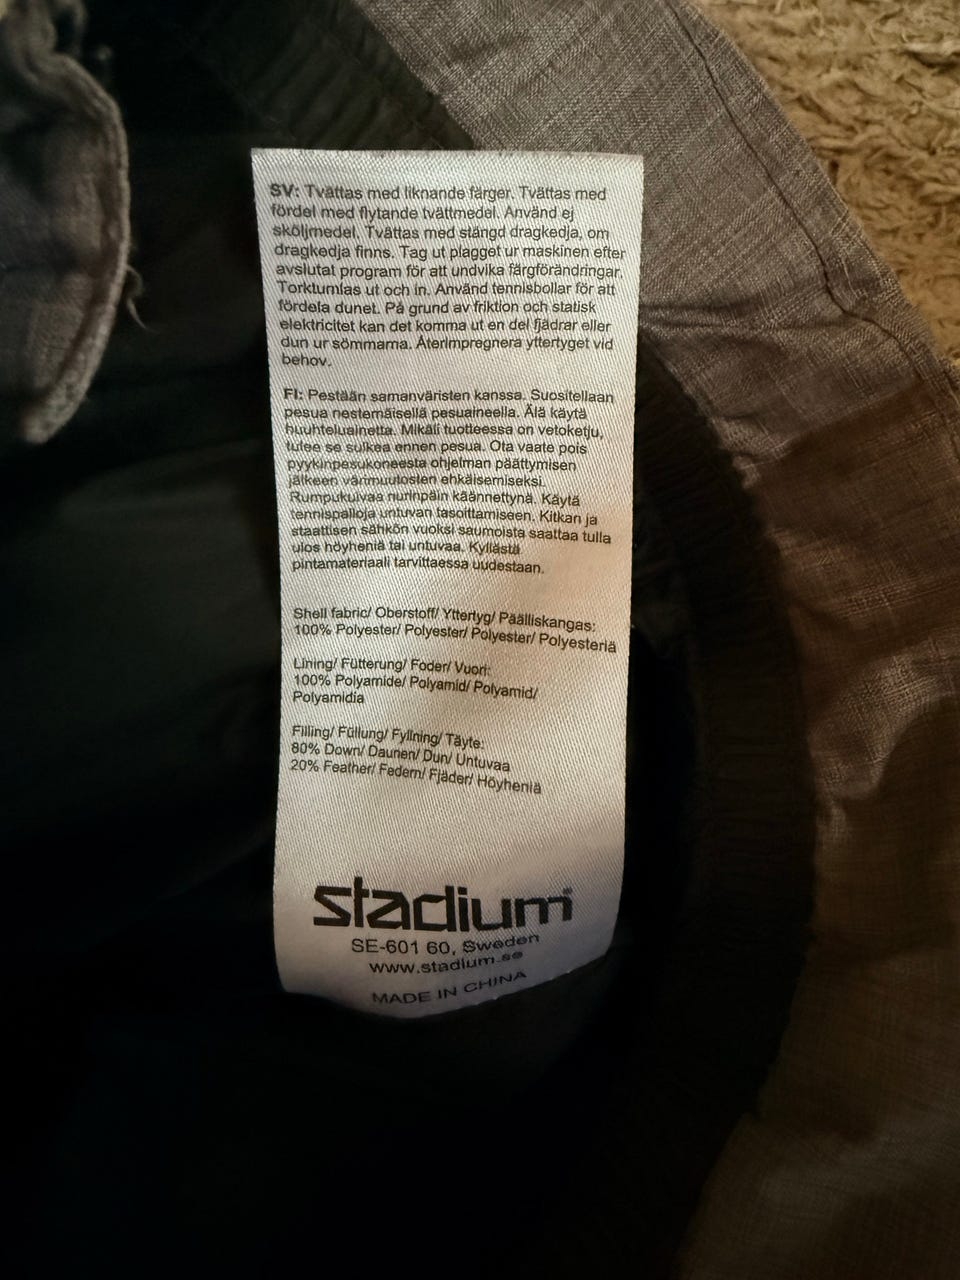 SV: Tvättas med liknande färger. Tvättas med
fördel med flytande tvättmedel. Använd ej
sköljmedel. Tvättas med stängd dragkedja, om
dragkedja finns. Tag ut plagget ur maskinen efter
avslutat program för att undvika färgförändringar.
Torktumlas ut och in. Använd tennisbollar för att
fördela dunet. På grund av friktion och statisk
elektricitet kan det komma ut en del fjädrar eller
dun ur sömmarna. Återimpregnera yttertyget vid
behov.
FI: Pestään samanväristen kanssa. Suositellaan
pesua nestemäisellä pesuaineella. Älä käytä
huuhteluainetta. Mikäli tuotteessa on vetoketju,
tulee se sulkea ennen pesua. Ota vaate pois
pyykinpesukoneesta ohjelman päättymisen
jälkeen värimuutosten ehkäisemiseksi.
Rumpukuivaa nurinpäin käännettynä. Käytä
tennispalloja untuvan tasoittamiseen. Kitkan ja
staattisen sähkön vuoksi saumoista saattaa tulla
ulos höyheniä tai untuvaa. Kyllästä
pintamateriaali tarvittaessa uudestaan.
Shell fabric/ Oberstoff/ Yttertyg/ Päälliskangas:
100% Polyester/ Polyester/ Polyester/ Polyesteriä
Lining/ Fütterung/ Foder/ Vuori:
100% Polyamide/ Polyamid/ Polyamid/
Polyamidia
Filling/ Füllung/ Fyllning/ Täyte:
80% Down/ Daunen/ Dun/ Untuvaa
20% Feather/ Federn/ Fjäder/ Höyheniä
stadium
SE-601 60, Sweden
www.stadium.se
MADE IN CHINA